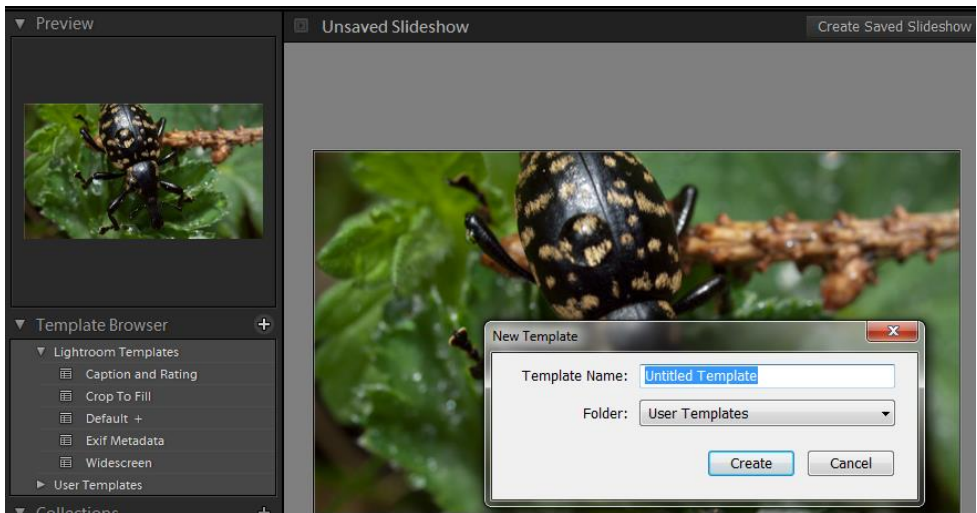 Preview
Unsaved Slideshow
Create Saved Slideshow
Template Browser
Lightroom Templates
Caption and Rating
Crop To Fill
Default +
Exif Metadata
Widescreen
User Templates
Collections
New Template
Template Name: Untitled Template
Folder: User Templates
Create Cancel